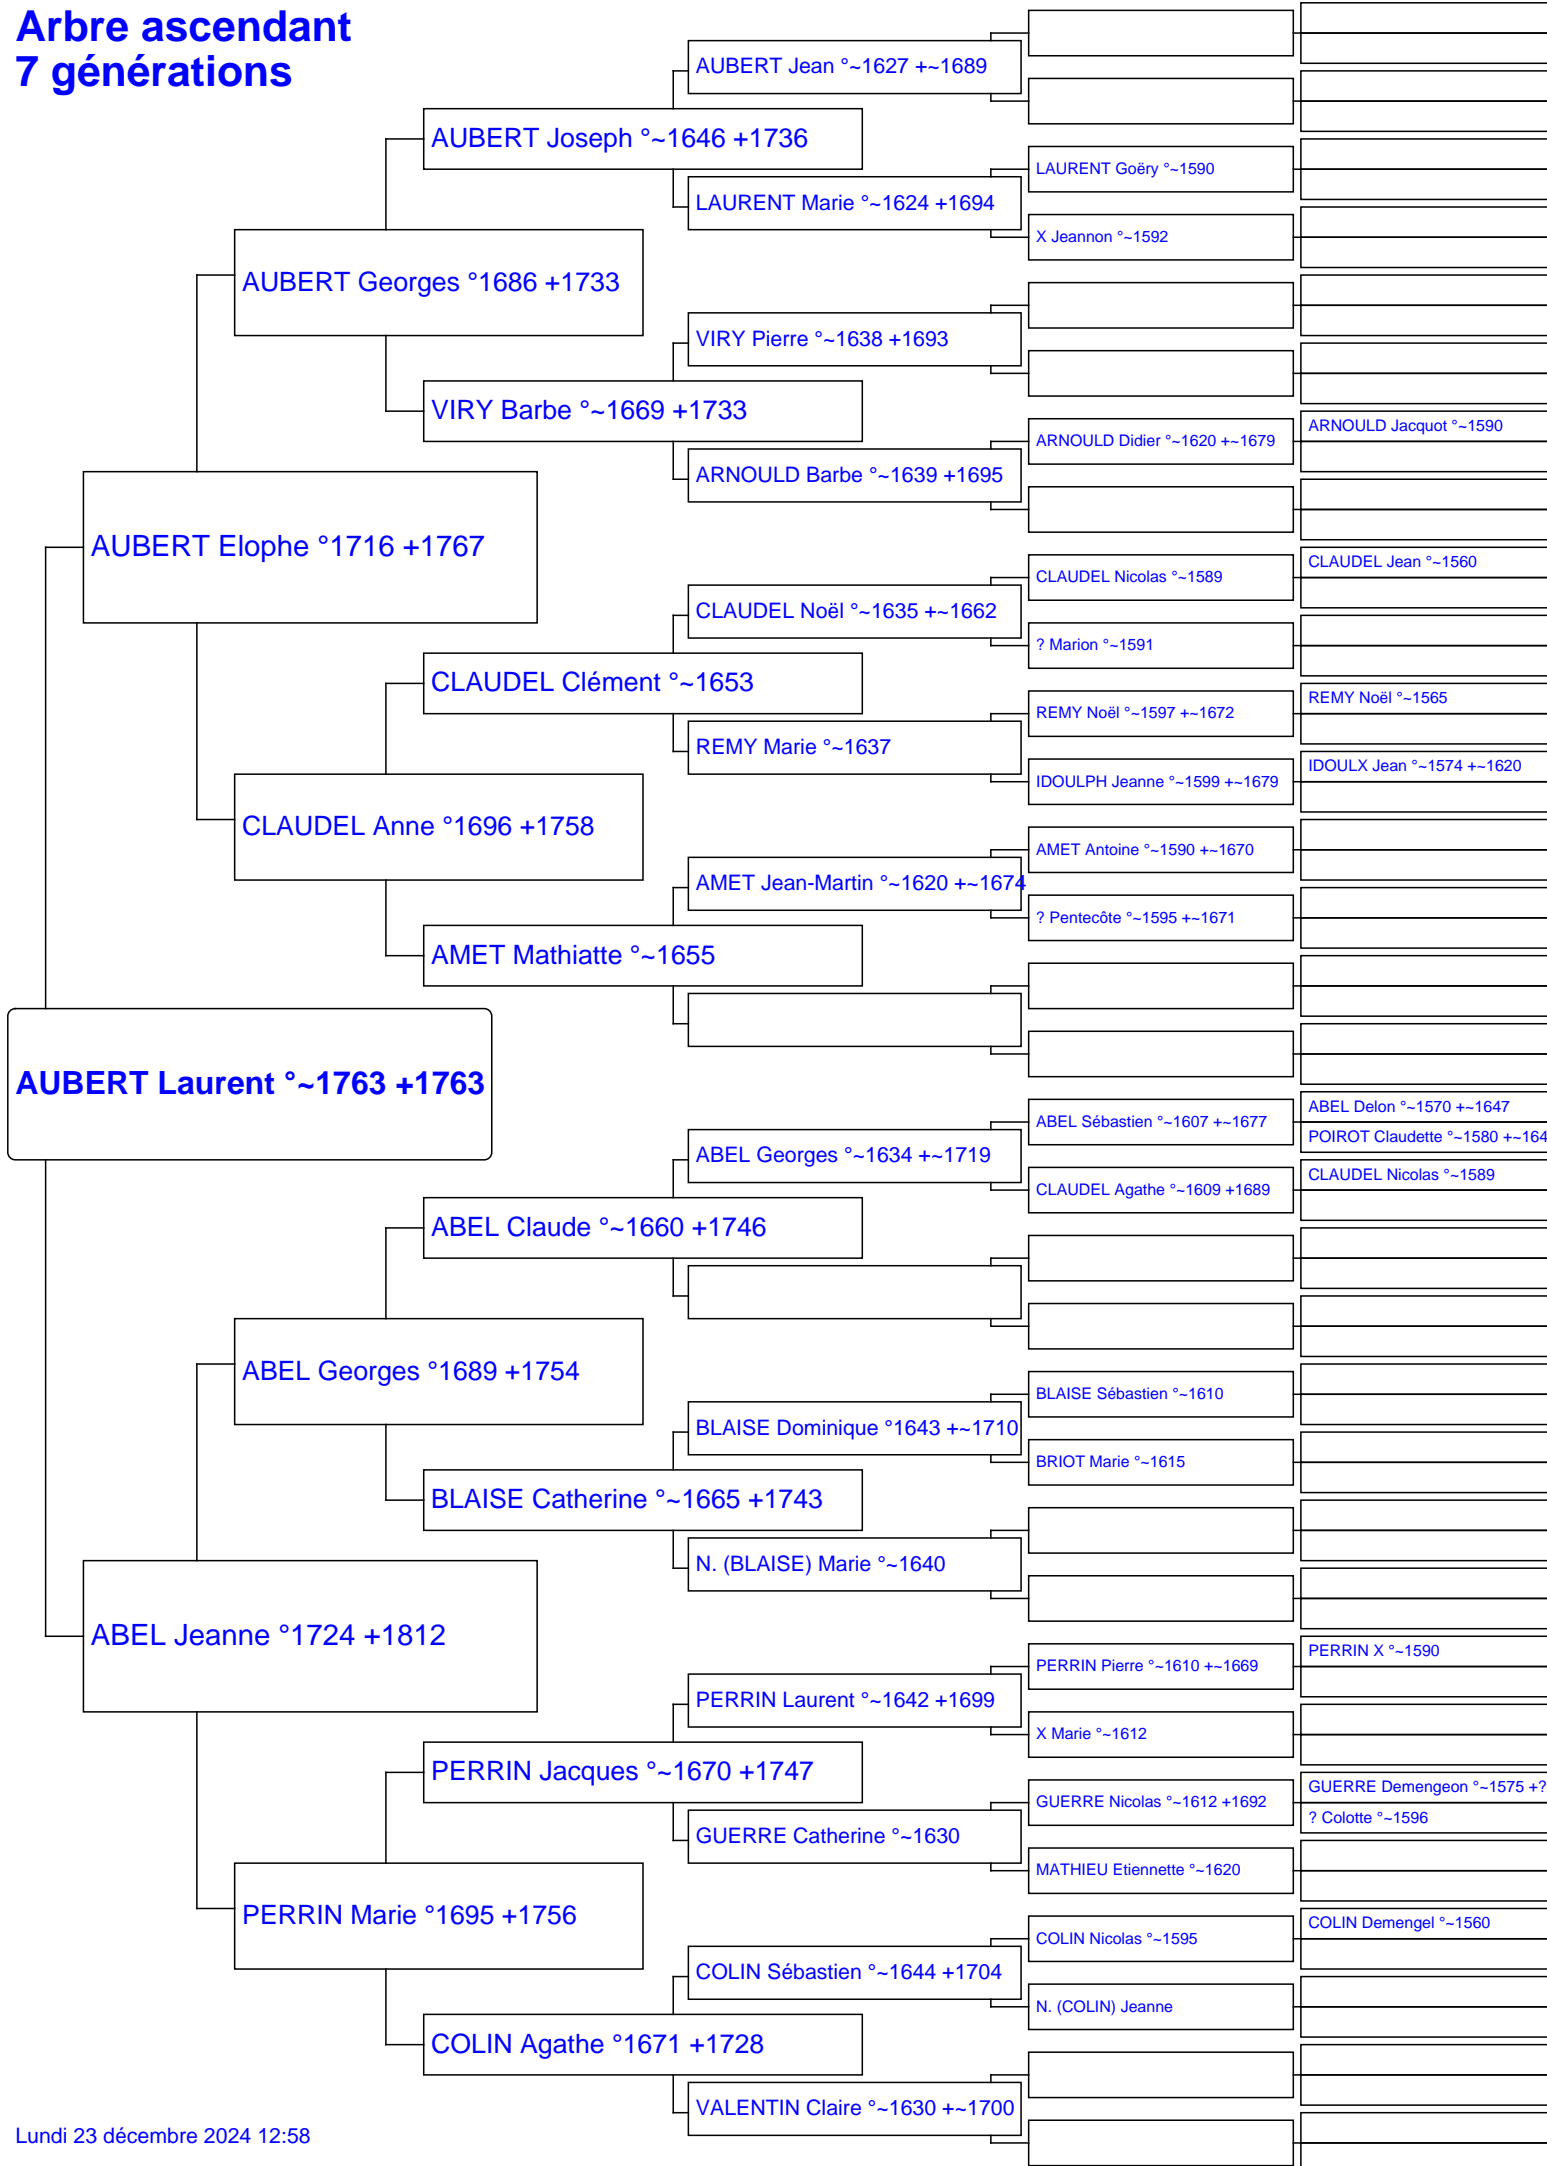 Arbre ascendant
7 générations
AUBERT Jean °~1627 +~1689
AUBERT Joseph °~1646 +1736
LAURENT Goëry °~1590
LAURENT Marie °~1624 +1694
X Jeannon °~1592
AUBERT Georges °1686 +1733
VIRY Pierre °~1638 +1693
VIRY Barbe °~1669 +1733
ARNOULD Jacquot °~1590
ARNOULD Didier °~1620 +~1679
ARNOULD Barbe °~1639 +1695
AUBERT Elophe °1716 +1767
CLAUDEL Jean °~1560
CLAUDEL Nicolas °~1589
CLAUDEL Noël °~1635 +~1662
? Marion °~1591
CLAUDEL Clément °~1653
REMY Noël °~1565
REMY Noël °~1597 +~1672
REMY Marie °~1637
IDOULX Jean °~1574 +~1620
IDOULPH Jeanne °~1599 +~1679
CLAUDEL Anne °1696 +1758
AMET Antoine °~1590 +~1670
AMET Jean-Martin °~1620 +~1674
? Pentecôte °~1595 +~1671
AMET Mathiatte °~1655
AUBERT Laurent °~1763 +1763
ABEL Delon °~1570 +~1647
ABEL Sébastien °~1607 +~1677
POIROT Claudette °~1580 +~164
ABEL Georges °~1634 +~1719
CLAUDEL Nicolas °~1589
CLAUDEL Agathe °~1609 +1689
ABEL Claude °~1660 +1746
ABEL Georges °1689 +1754
BLAISE Sébastien °~1610
BLAISE Dominique °1643 +~1710
BRIOT Marie °~1615
BLAISE Catherine °~1665 +1743
N. (BLAISE) Marie °~1640
ABEL Jeanne °1724 +1812
PERRIN X °~1590
PERRIN Pierre °~1610 +~1669
PERRIN Laurent °~1642 +1699
X Marie °~1612
PERRIN Jacques °~1670 +1747
GUERRE Demengeon °~1575 +?
GUERRE Nicolas °~1612 +1692
? Colotte °~1596
GUERRE Catherine °~1630
MATHIEU Etiennette °~1620
PERRIN Marie °1695 +1756
COLIN Demengel °~1560
COLIN Nicolas °~1595
COLIN Sébastien °~1644 +1704
N. (COLIN) Jeanne
COLIN Agathe °1671 +1728
VALENTIN Claire °~1630 +~1700
Lundi 23 décembre 2024 12:58